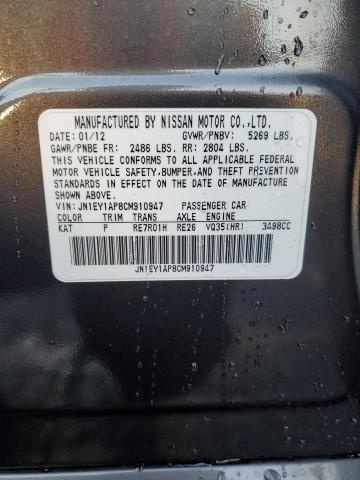 MANUFACTURED BY NISSAN MOTOR CO.,LTD.
DATE: 01/12 GVWR/PNBV: 5269 LBS.
GAWR/PNBE FR: 2486 LBS. RR: 2804 LBS.
THIS VEHICLE CONFORMS TO ALL APPLICABLE FEDERAL
MOTOR VEHICLE SAFETY,BUMPER,AND THEFT PREVENTION
STANDARDS IN EFFECT ON THE DATE OF MANUFACTURE
SHOWN ABOVE.
VIN: JN1EY1AP8CM910947 PASSENGER CAR
COLOR TRIM TRANS AXLE ENGINE
KAT P RE7R01H RE26 VQ35(HR) 3498CC
JN1EY1AP8CM910947